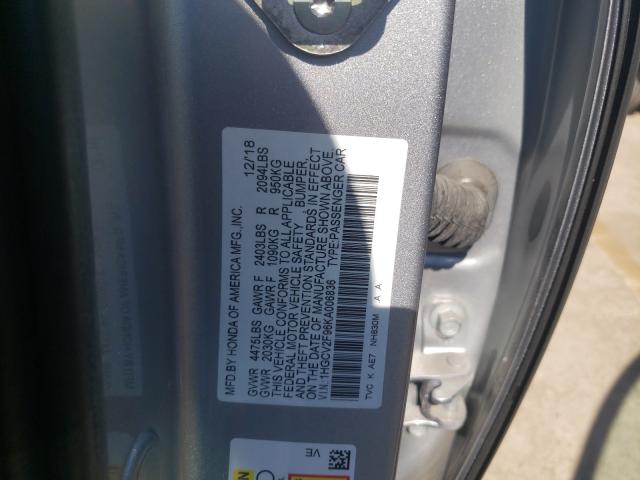 MFD.BY HONDA OF AMERICA MFG.,INC. 12/18
GVWR 4475LBS GAWR F 2403LBS R 2094LBS
GVWR 2030KG GAWR F 1090KG R 950KG
THIS VEHICLE CONFORMS TO ALL APPLICABLE
FEDERAL MOTOR VEHICLE SAFETY BUMPER,
AND THEFT PREVENTION STANDARDS IN EFFECT
ON THE DATE OF MANUFACTURE SHOWN ABOVE.
V.I.N.:1HGCV2F96KA006836 TYPE:PASSENGER CAR
TVC K AE7 NH830M A A
VE